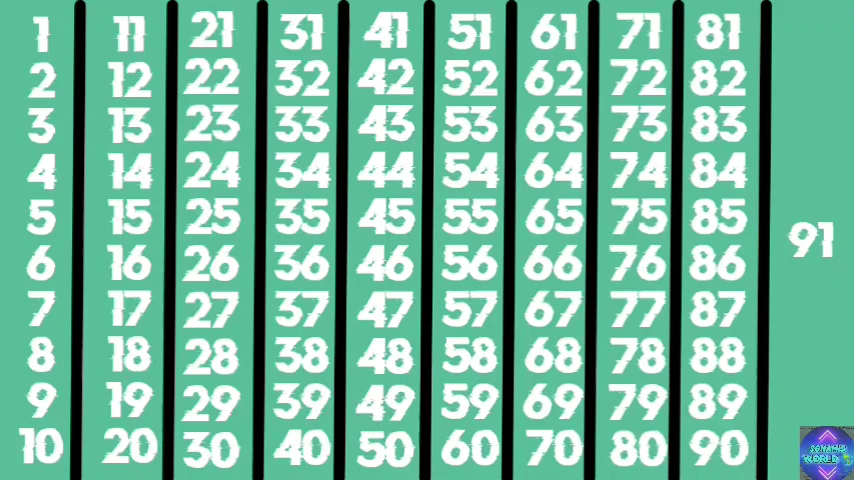 1 11 21 31 41 51 61 71 81
2 12 22 32 42 52 62 72 82
3 13 23 33 43 53 63 73 83
4 14 24 34 44 54 64 74 84
5 15 25 35 45 55 65 75 85
91
6 16 26 36 46 56 66 76 86
7 17 27 37 47 57 67 77 87
8 18 28 38 48 58 68 78 88
9 19 29 39 49 59 69 79 89
10 20 30 40 50 60 70 80 90
WORLD